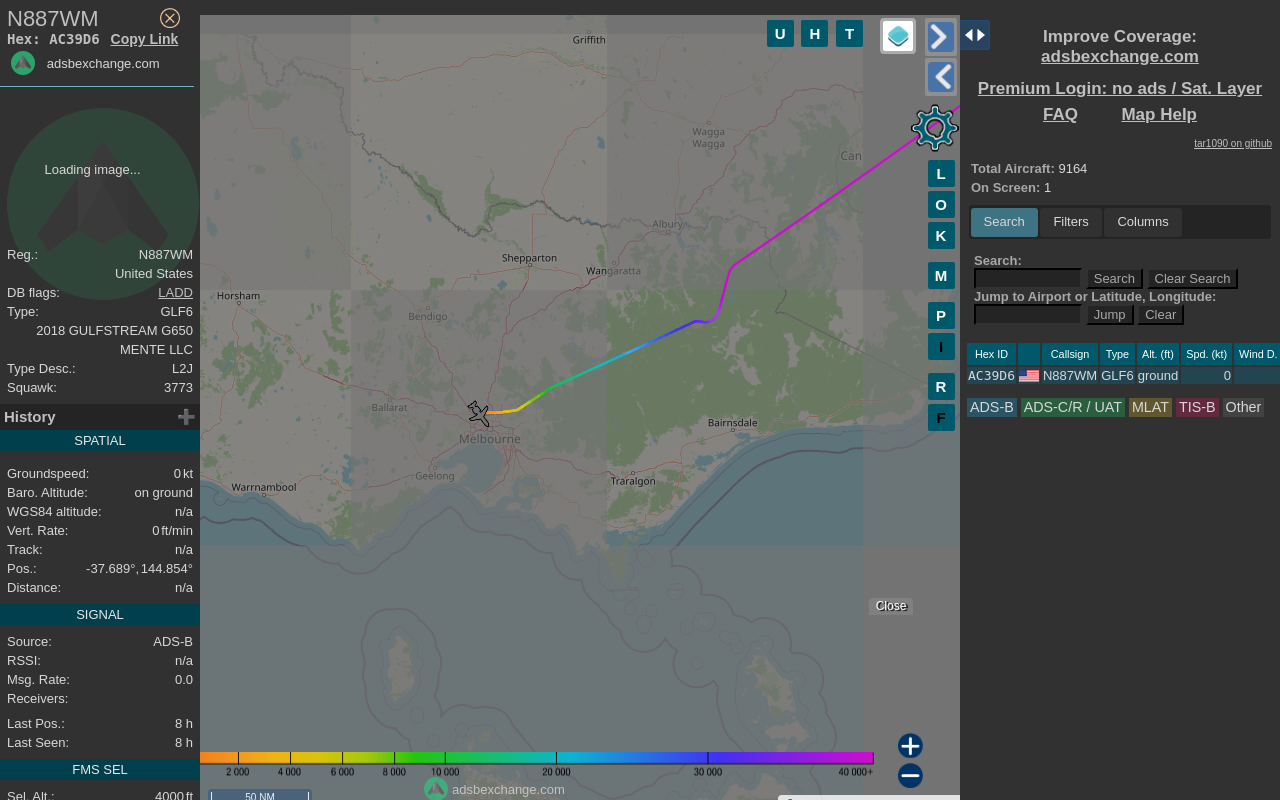 N887WM
Hex: AC39D6 Copy Link
adsbexchange.com
Loading image...
Reg.: N887WM
United States
DB flags: LADD
Type: GLF6
2018 GULFSTREAM G650
MENTE LLC
Type Desc.: L2J
Squawk: 3773
History
SPATIAL
Groundspeed: 0 kt
Baro. Altitude: on ground
WGS84 altitude: n/a
Vert. Rate: 0 ft/min
Track: n/a
Pos.: -37.689°, 144.854°
Distance: n/a
SIGNAL
Source: ADS-B
RSSI: n/a
Msg. Rate: 0.0
Receivers:
Last Pos.: 8 h
Last Seen: 8 h
FMS SEL
Sel. Alt.: 4000 ft
U H T
Griffith
Wagga
Wagga
Can
Albury
Shepparton
Wangaratta
Horsham
Bendigo
Ballarat
Melbourne
Bairnsdale
Geelong
Traralgon
Warrnambool
L
O
K
M
P
I
R
F
Close
2 000 4 000 6 000 8 000 10 000 20 000 30 000 40 000+
adsbexchange.com
50 NM
Improve Coverage:
adsbexchange.com
Premium Login: no ads / Sat. Layer
FAQ Map Help
tar1090 on github
Total Aircraft: 9164
On Screen: 1
Search Filters Columns
Search:
Search Clear Search
Jump to Airport or Latitude, Longitude:
Jump Clear
Hex ID Callsign Type Alt. (ft) Spd. (kt) Wind D.
AC39D6 N887WM GLF6 ground 0
ADS-B ADS-C/R / UAT MLAT TIS-B Other